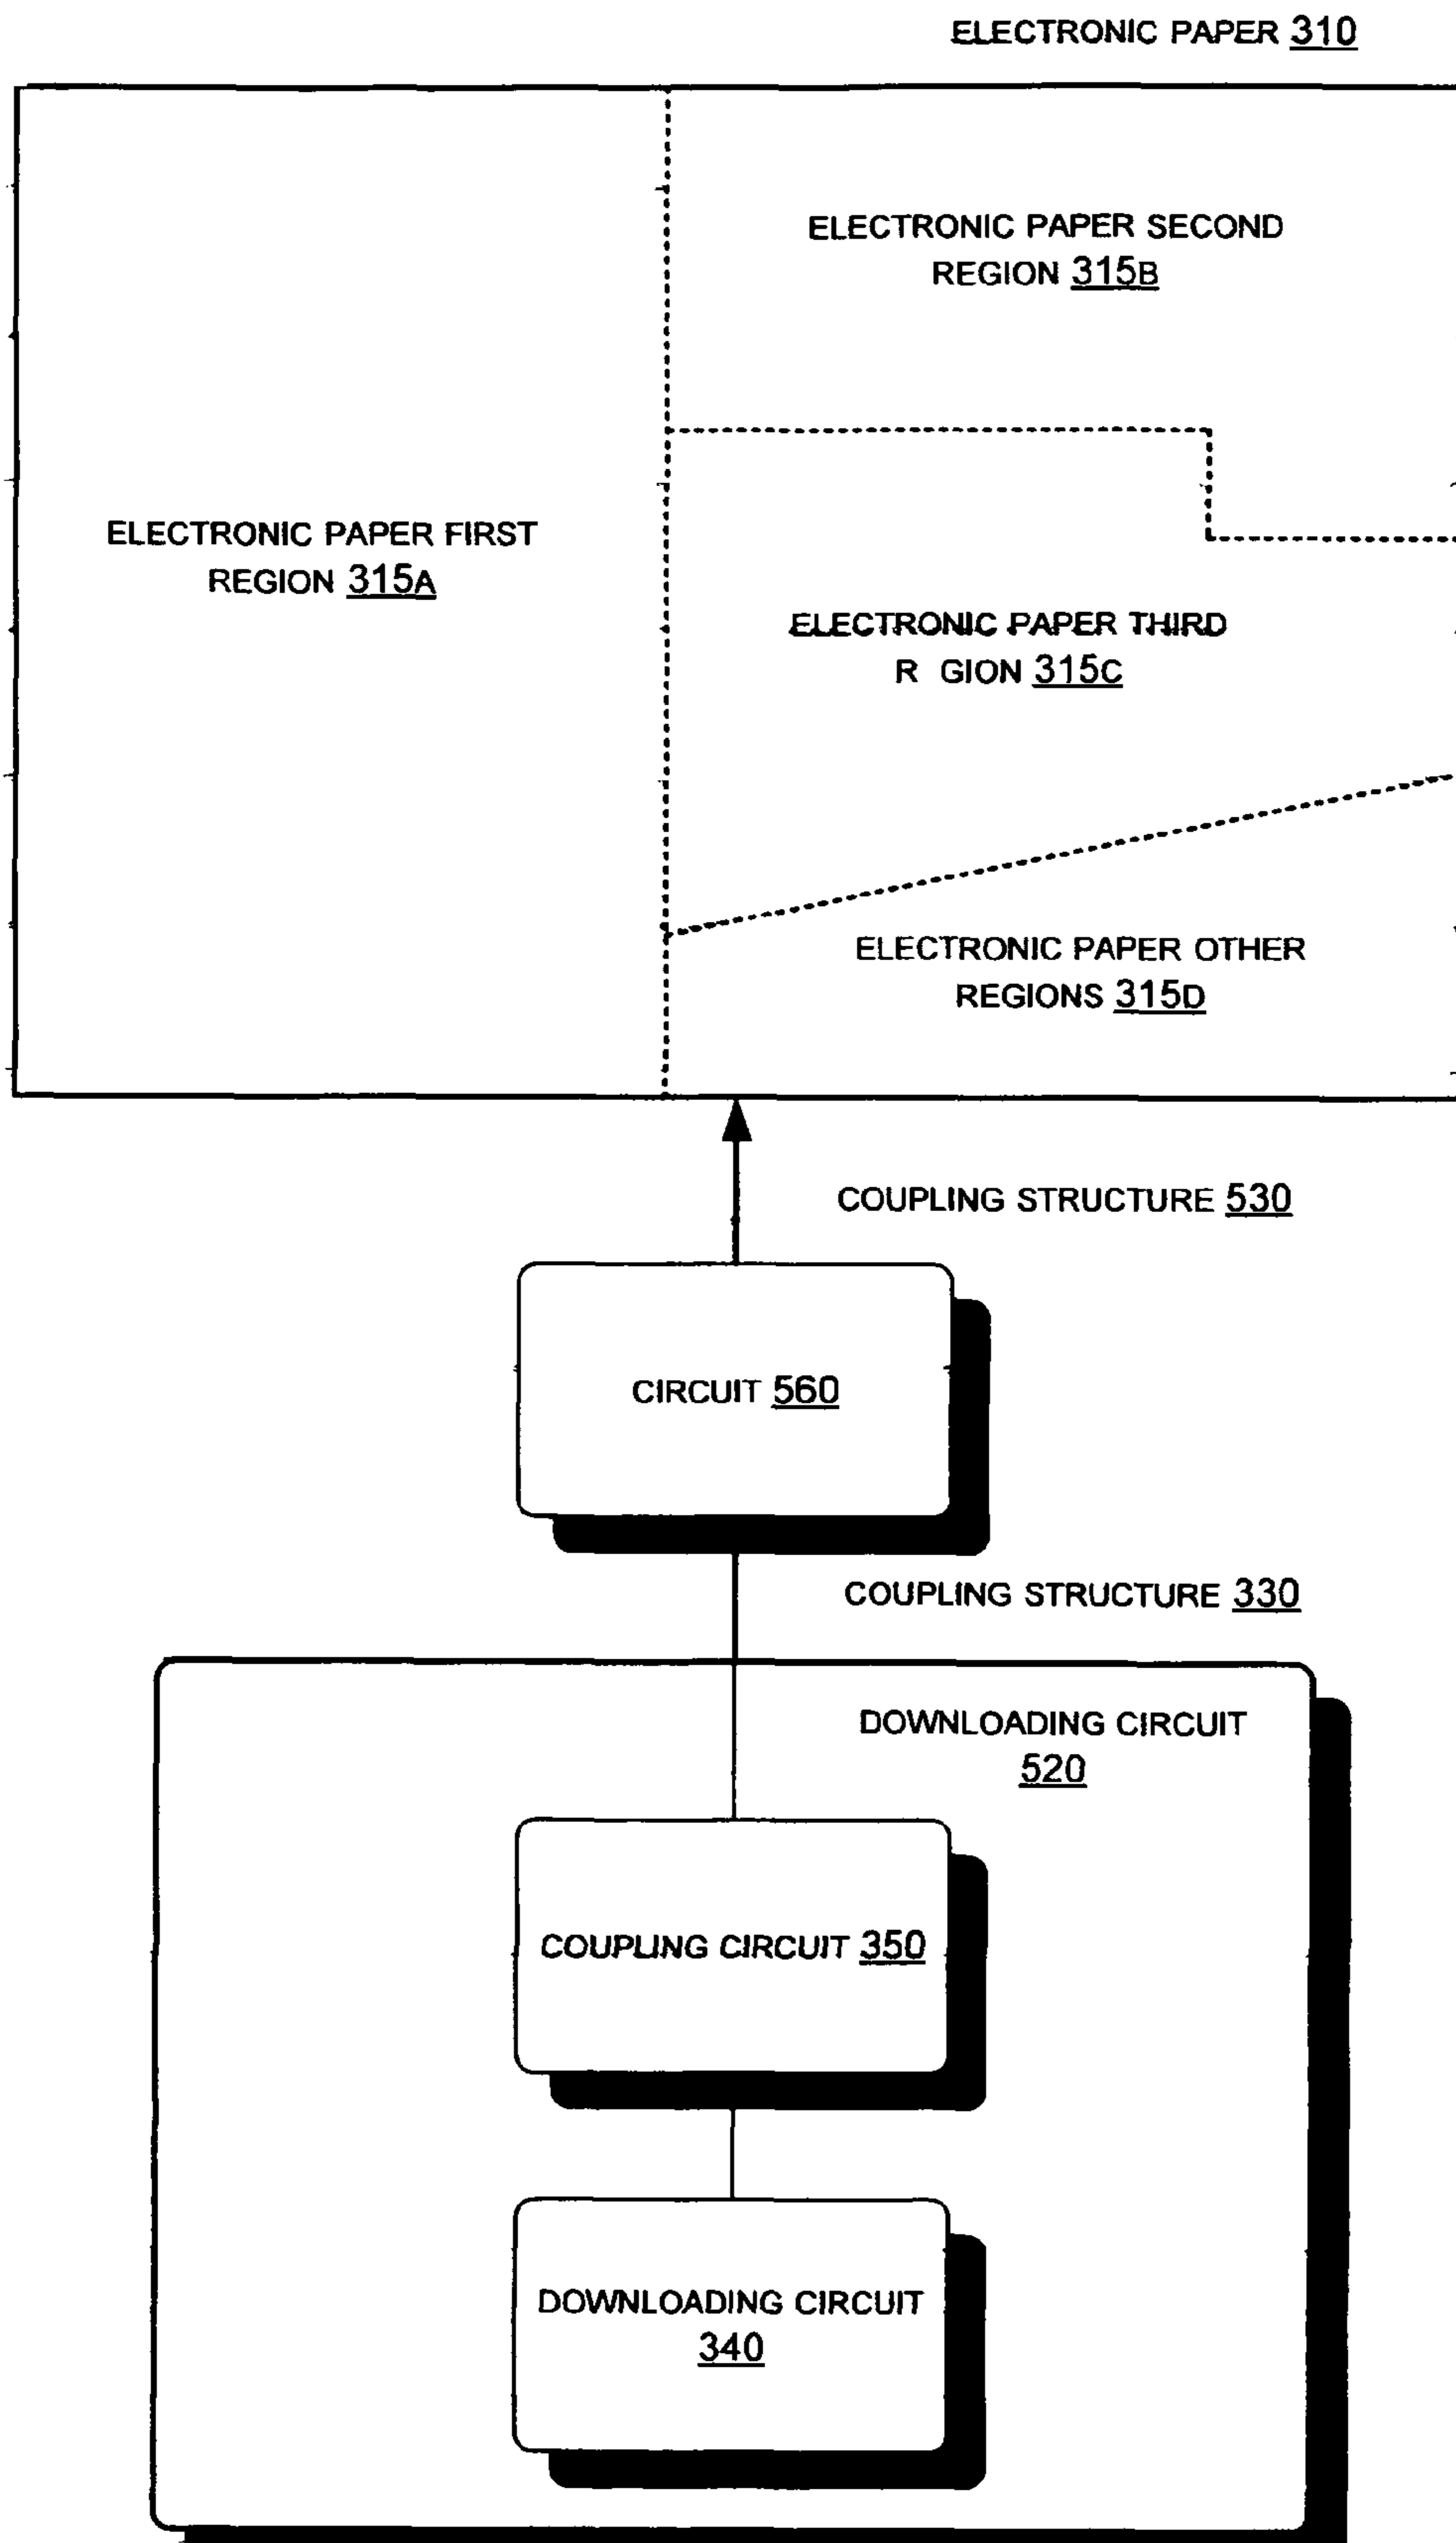 ELECTRONIC PAPER 310
ELECTRONIC PAPER SECOND
REGION 315B
ELECTRONIC PAPER FIRST
REGION 315A
ELECTRONIC PAPER THIRD
R GION 315C
ELECTRONIC PAPER OTHER
REGIONS 315D
COUPLING STRUCTURE 530
CIRCUIT 560
COUPLING STRUCTURE 330
DOWNLOADING CIRCUIT
520
COUPLING CIRCUIT 350
DOWNLOADING CIRCUIT
340